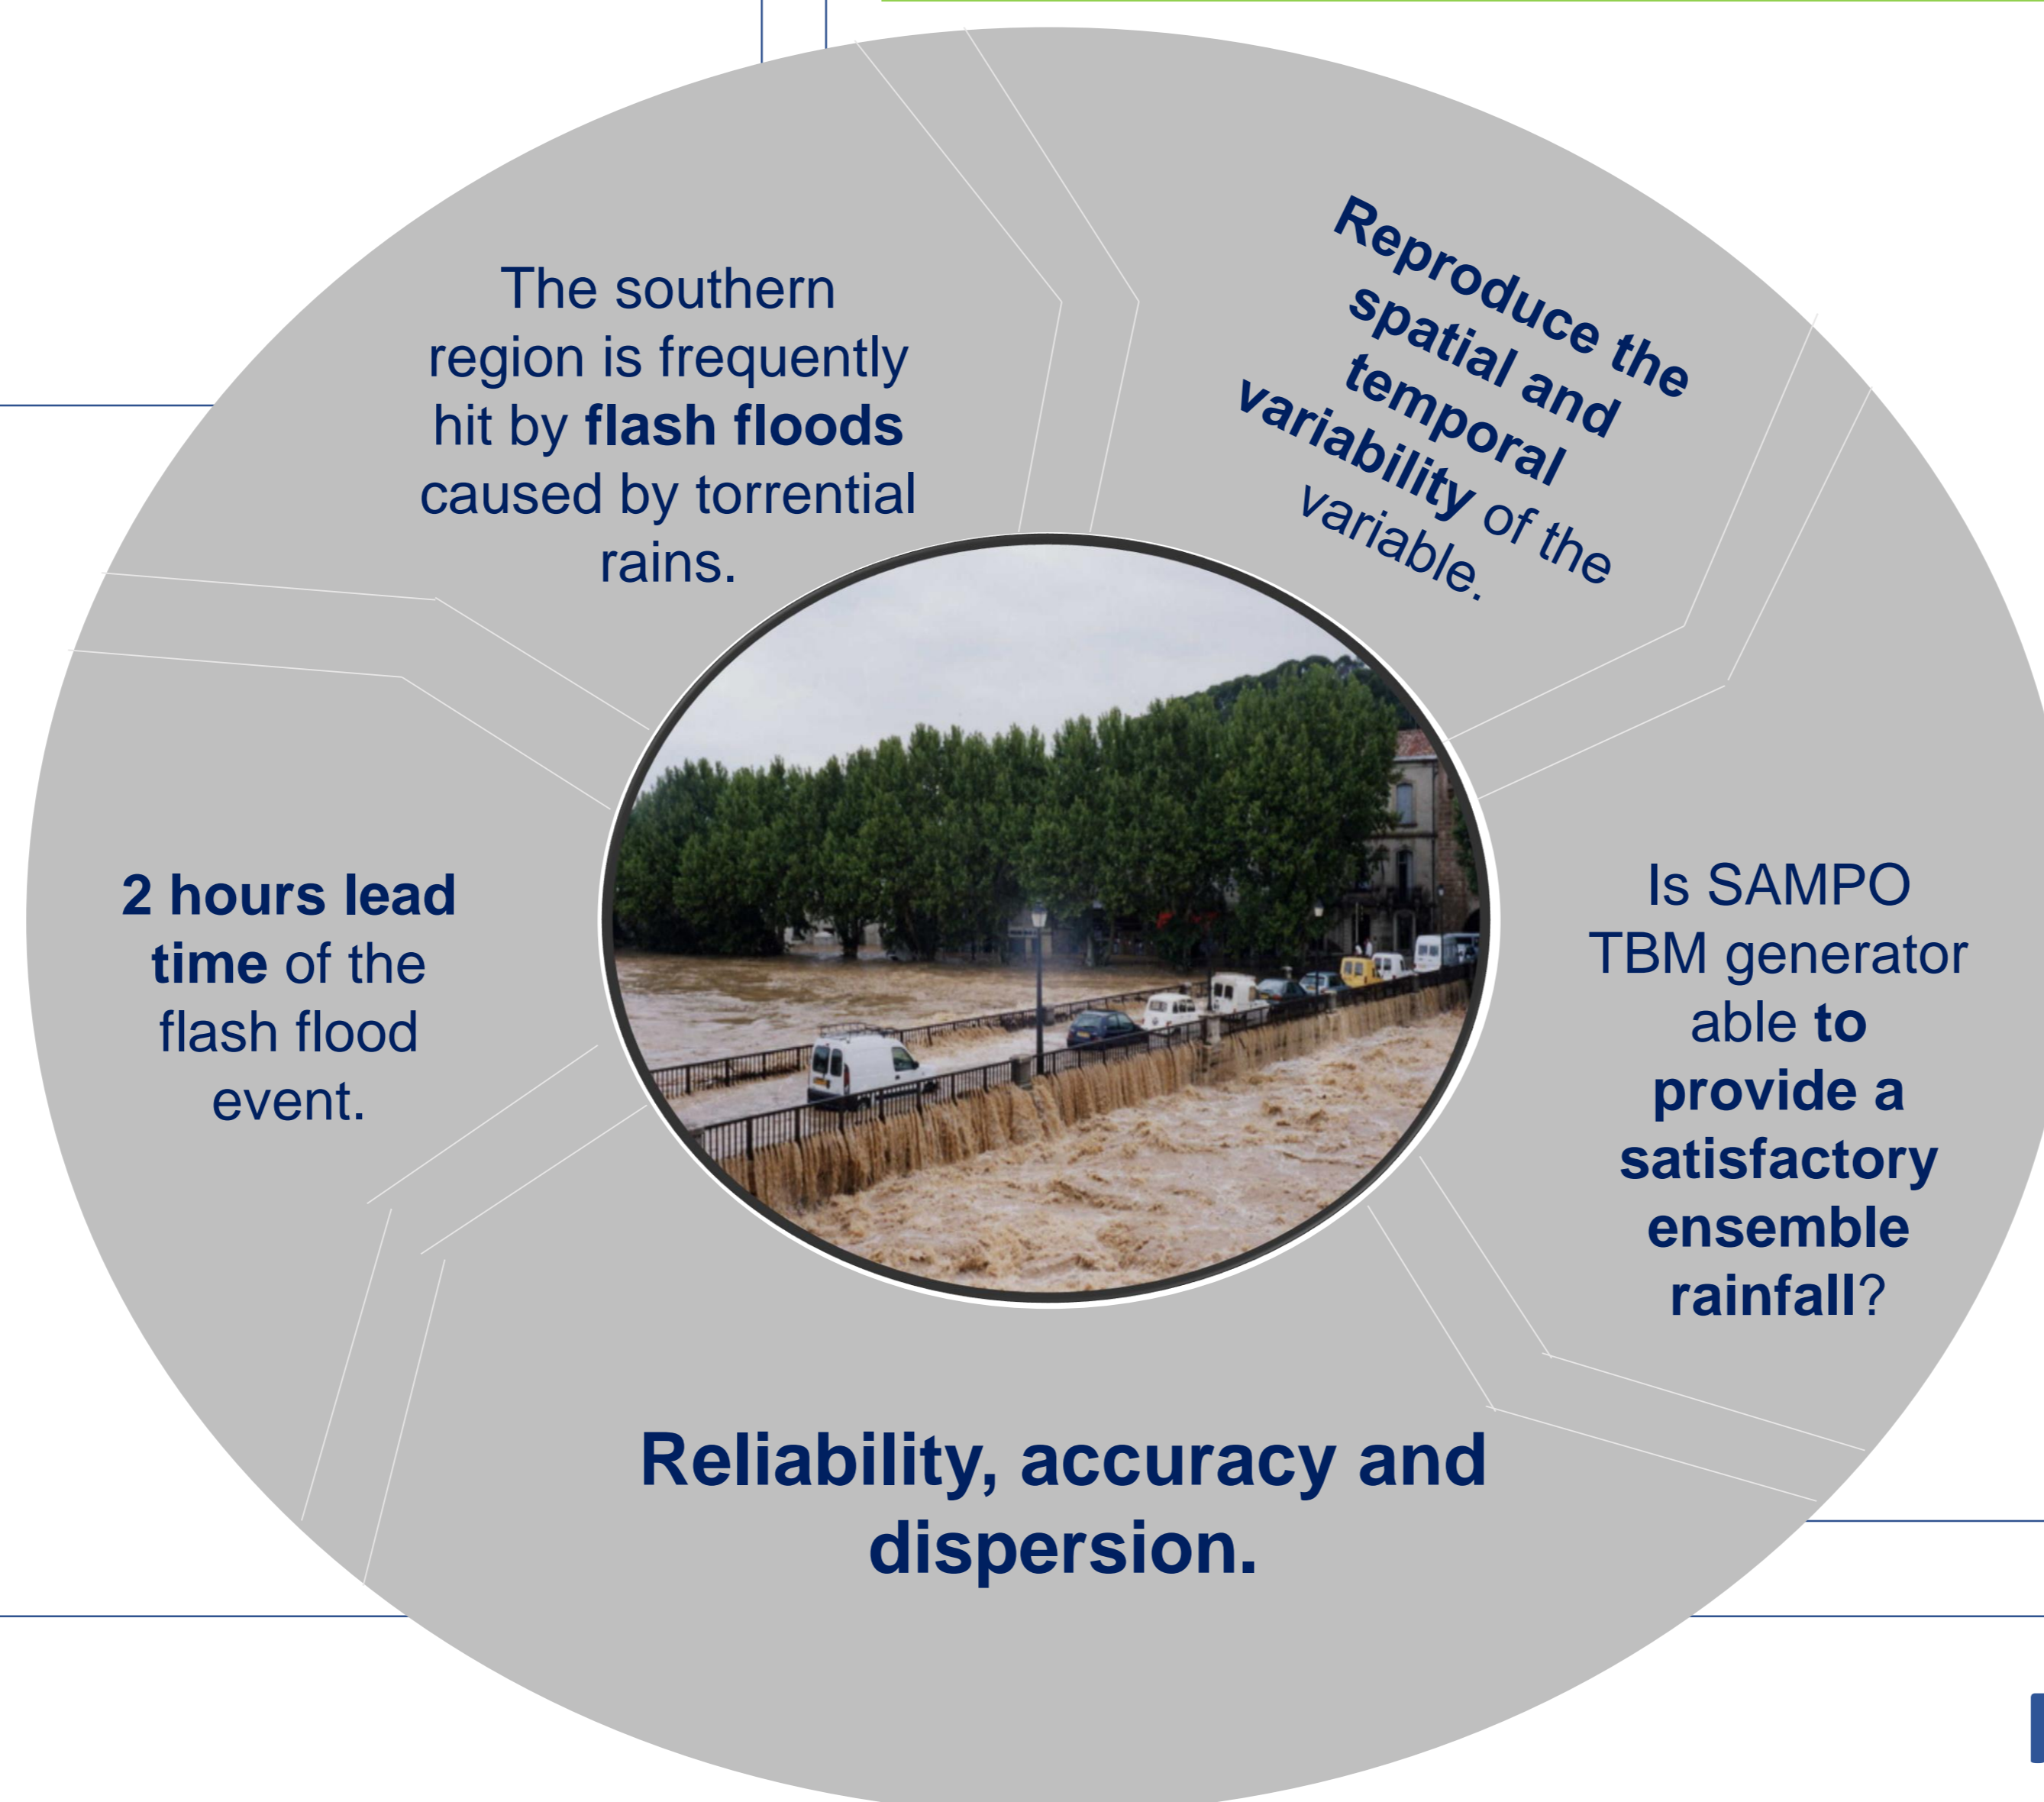 The southern
region is frequently
hit by flash floods
caused by torrential
rains.
Reproduce the
spatial and
temporal
variability of the
variable.
2 hours lead
time of the
flash flood
event.
Is SAMPO
TBM generator
able to
provide a
satisfactory
ensemble
rainfall?
Reliability, accuracy and
dispersion.